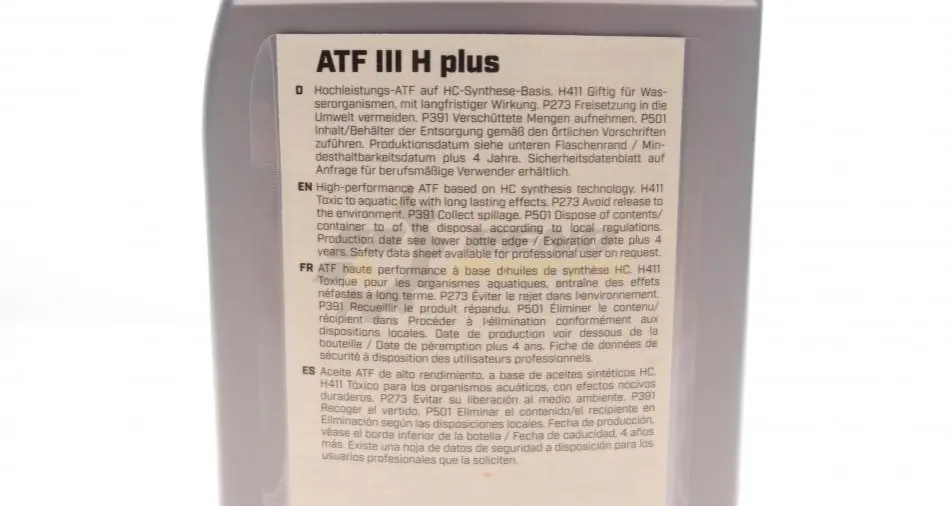 ATF III H plus
D Hochleistungs-ATF auf HC-Synthese-Basis. H411 Giftig für Was-
serorganismen, mit langfristiger Wirkung. P273 Freisetzung in die
Umwelt vermeiden. P391 Verschüttete Mengen aufnehmen. P501
Inhalt/Behälter der Entsorgung gemäß den örtlichen Vorschriften
zuführen. Produktionsdatum siehe unteren Flaschenrand / Min-
desthaltbarkeitsdatum plus 4 Jahre. Sicherheitsdatenblatt auf
Anfrage für berufsmäßige Verwender erhältlich.
EN High-performance ATF based on HC synthesis technology. H411
Toxic to aquatic life with long lasting effects. P273 Avoid release to
the environment. P391 Collect spillage. P501 Dispose of contents/
container to of the disposal according to local regulations.
Production date see lower bottle edge / Expiration date plus 4
years. Safety data sheet available for professional user on request.
FR ATF haute performance à base d›huiles de synthèse HC. H411
Toxique pour les organismes aquatiques, entraîne des effets
néfastes à long terme. P273 Éviter le rejet dans l›environnement.
P391 Recueillir le produit répandu. P501 Éliminer le contenu/
récipient dans Procéder à l›élimination conformément aux
dispositions locales. Date de production voir dessous de la
bouteille / Date de péremption plus 4 ans. Fiche de données de
sécurité à disposition des utilisateurs professionnels.
ES Aceite ATF de alto rendimiento, a base de aceites sintéticos HC.
H411 Tóxico para los organismos acuáticos, con efectos nocivos
duraderos. P273 Evitar su liberación al medio ambiente. P391
Recoger el vertido. P501 Eliminar el contenido/el recipiente en
Eliminación según las disposiciones locales. Fecha de producción,
véase el borde inferior de la botella / Fecha de caducidad, 4 años
más. Existe una hoja de datos de seguridad a disposición para los
usuarios profesionales que la soliciten.